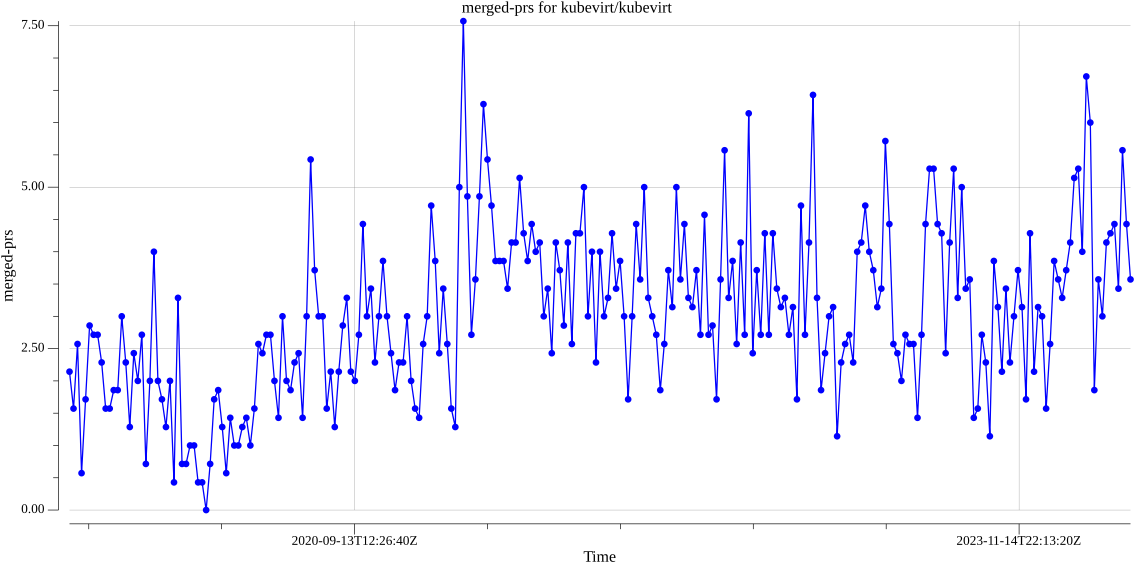 merged-prs for kubevirt/kubevirt
7.50
5.00
merged-prs
2.50
0.00
2020-09-13T12:26:40Z
2023-11-14T22:13:20Z
Time